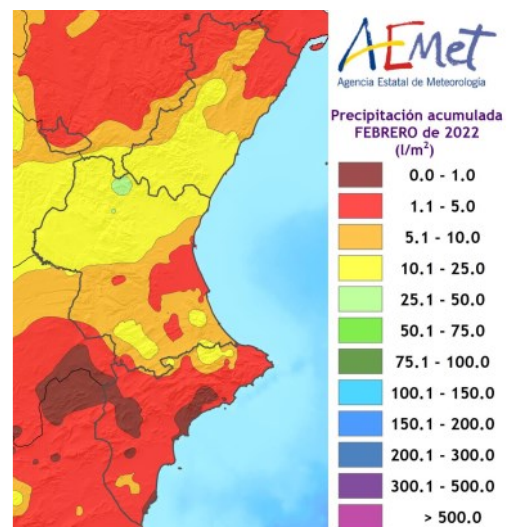 AEMet
Agencia Estatal de Meteorología
Precipitación acumulada
FEBRERO de 2022
(l/m²)
0.0 - 1.0
1.1 - 5.0
5.1 - 10.0
10.1 - 25.0
25.1 - 50.0
50.1 - 75.0
75.1 - 100.0
100.1 - 150.0
150.1 - 200.0
200.1 - 300.0
300.1 - 500.0
> 500.0